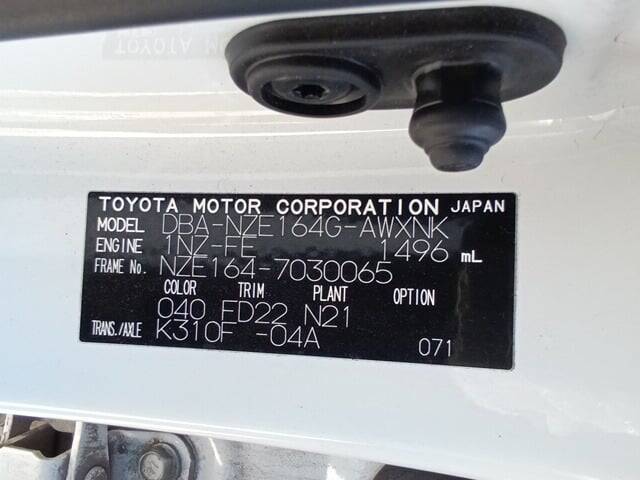 TOYOTA MOTOR CORPORATION JAPAN
MODEL DBA-NZE164G-AWXNK
ENGINE 1NZ-FE 1496 mL
FRAME No. NZE164-7030065
COLOR TRIM PLANT OPTION
040 FD22 N21
TRANS./AXLE K310F -04A
071